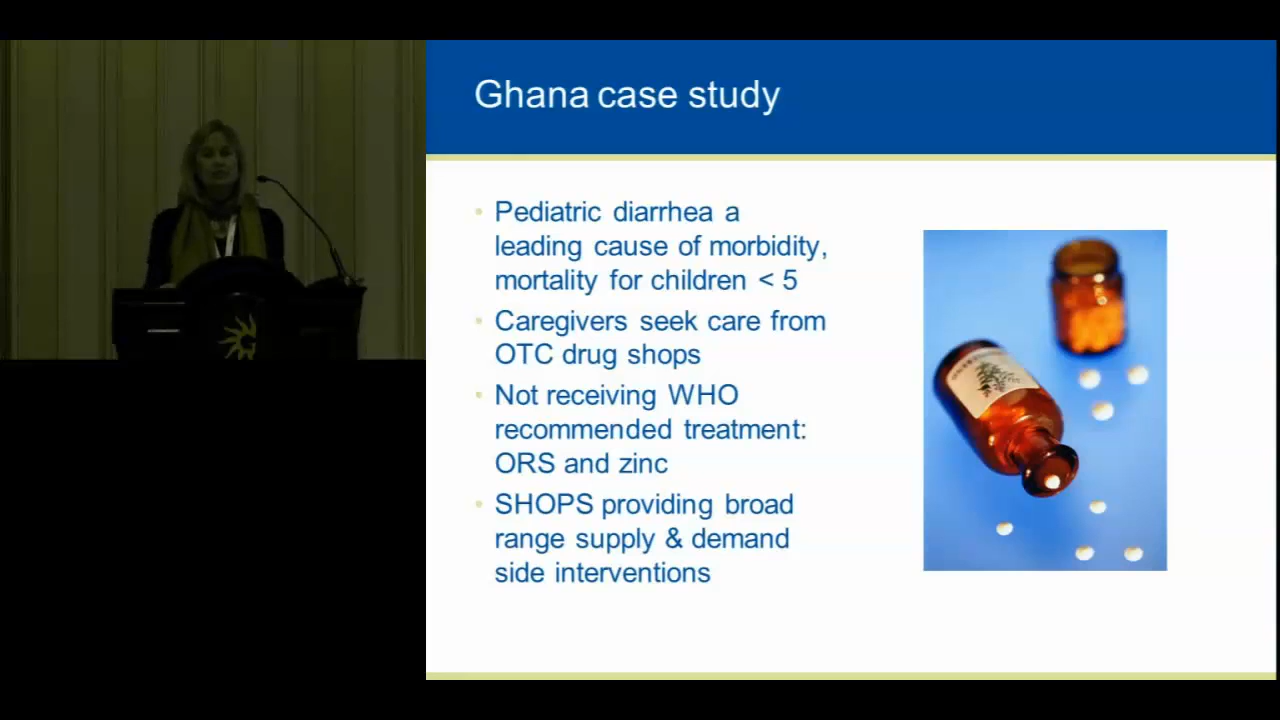 Ghana case study
• Pediatric diarrhea a
leading cause of morbidity,
mortality for children < 5
• Caregivers seek care from
OTC drug shops
• Not receiving WHO
recommended treatment:
ORS and zinc
• SHOPS providing broad
range supply & demand
side interventions